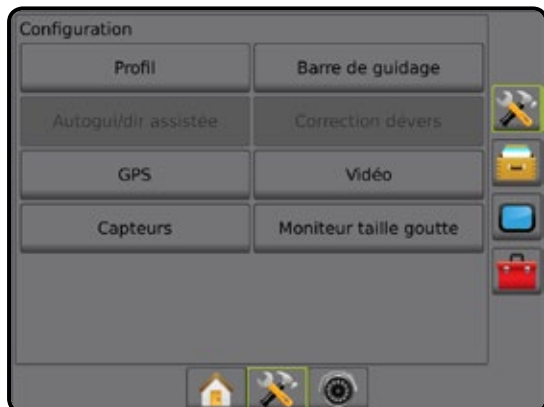 Configuration
Profil
Barre de guidage
Autogui/dir assistée
Correction dévers
GPS
Vidéo
Capteurs
Moniteur taille goutte